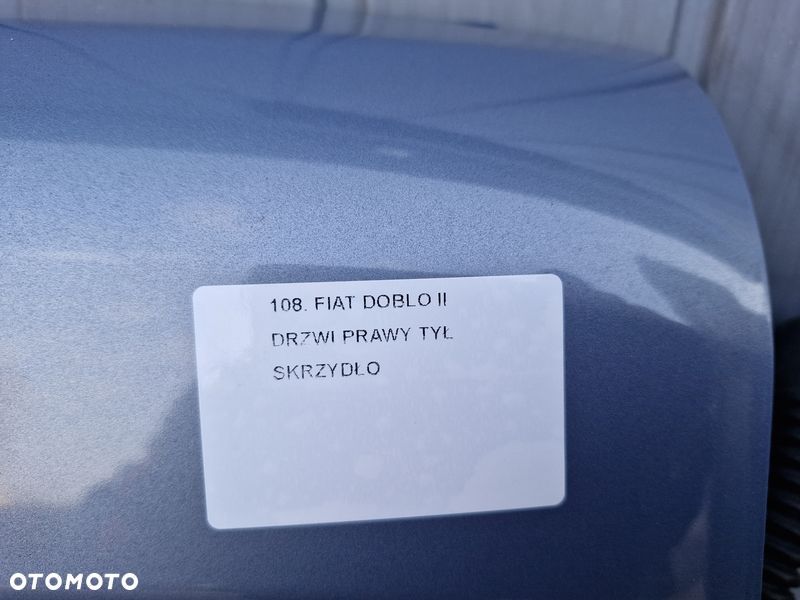 108. FIAT DOBLO II
DRZWI PRAWY TYŁ
SKRZYDŁO
OTOMOTO